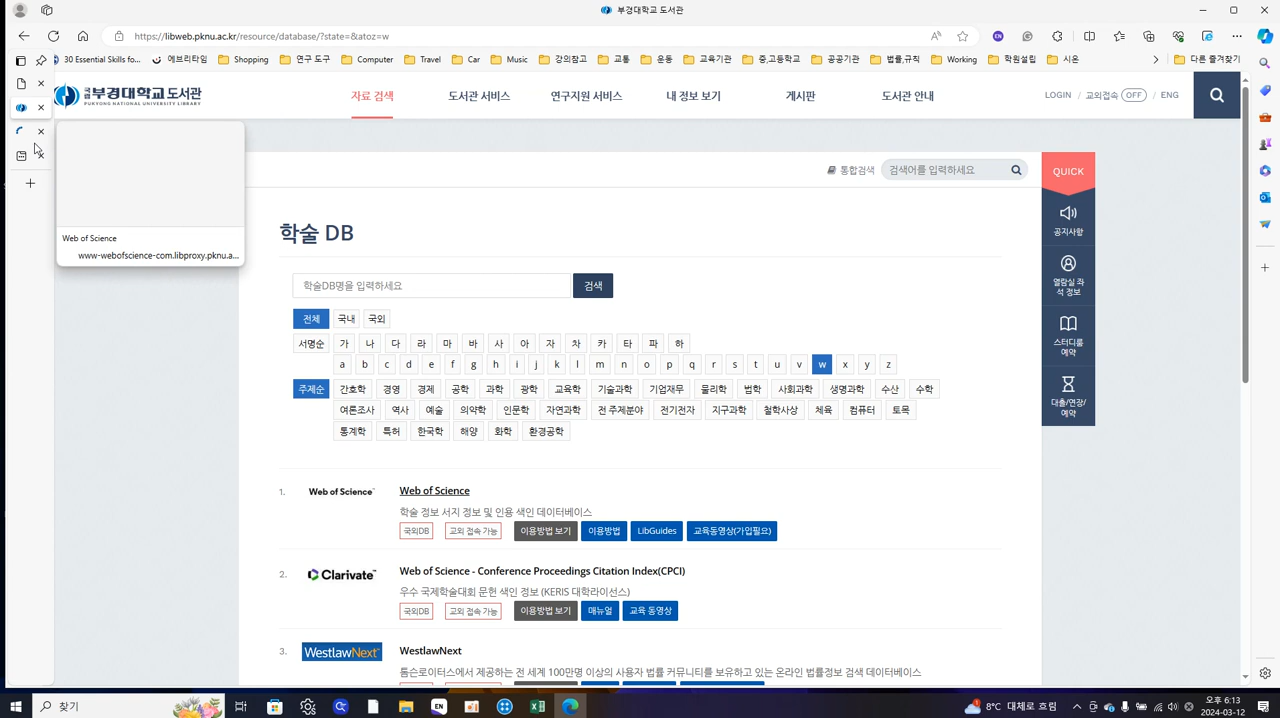 부경대학교 도서관
https://libweb.pknu.ac.kr/resource/database/?state=&atoz=w
30 Essential Skills fo... 에브리타임 Shopping 연구 도구 Computer Travel Car Music 강의참고 교통 운동 교육기관 중,고등학교 공공기관 법률,규칙 Working 학원설립 시온 다른 즐겨찾기
국립 부경대학교 도서관
PUKYONG NATIONAL UNIVERSITY LIBRARY
자료 검색 도서관 서비스 연구지원 서비스 내 정보 보기 게시판 도서관 안내 LOGIN / 교외접속 OFF / ENG
Web of Science
www-webofscience-com.libproxy.pknu.a...
통합검색 검색어를 입력하세요
QUICK
공지사항
열람실 좌석 정보
스터디룸 예약
대출/연장/예약
학술 DB
학술DB명을 입력하세요 검색
전체 국내 국외
서명순 가 나 다 라 마 바 사 아 자 차 카 타 파 하
a b c d e f g h i j k l m n o p q r s t u v w x y z
주제순 간호학 경영 경제 공학 과학 광학 교육학 기술과학 기업재무 물리학 법학 사회과학 생명과학 수산 수학
여론조사 역사 예술 의약학 인문학 자연과학 전 주제분야 전기전자 지구과학 철학사상 체육 컴퓨터 토목
통계학 특허 한국학 해양 화학 환경공학
1. Web of Science Web of Science
학술 정보 서지 정보 및 인용 색인 데이터베이스
국외DB 교외 접속 가능 이용방법 보기 이용방법 LibGuides 교육동영상(가입필요)
2. Clarivate Web of Science - Conference Proceedings Citation Index(CPCI)
우수 국제학술대회 문헌 색인 정보 (KERIS 대학라이선스)
국외DB 교외 접속 가능 이용방법 보기 매뉴얼 교육 동영상
3. WestlawNext WestlawNext
톰슨로이터스에서 제공하는 전 세계 100만명 이상의 사용자 법률 커뮤니티를 보유하고 있는 온라인 법률정보 검색 데이터베이스
찾기
8°C 대체로 흐림
오후 6:13
2024-03-12